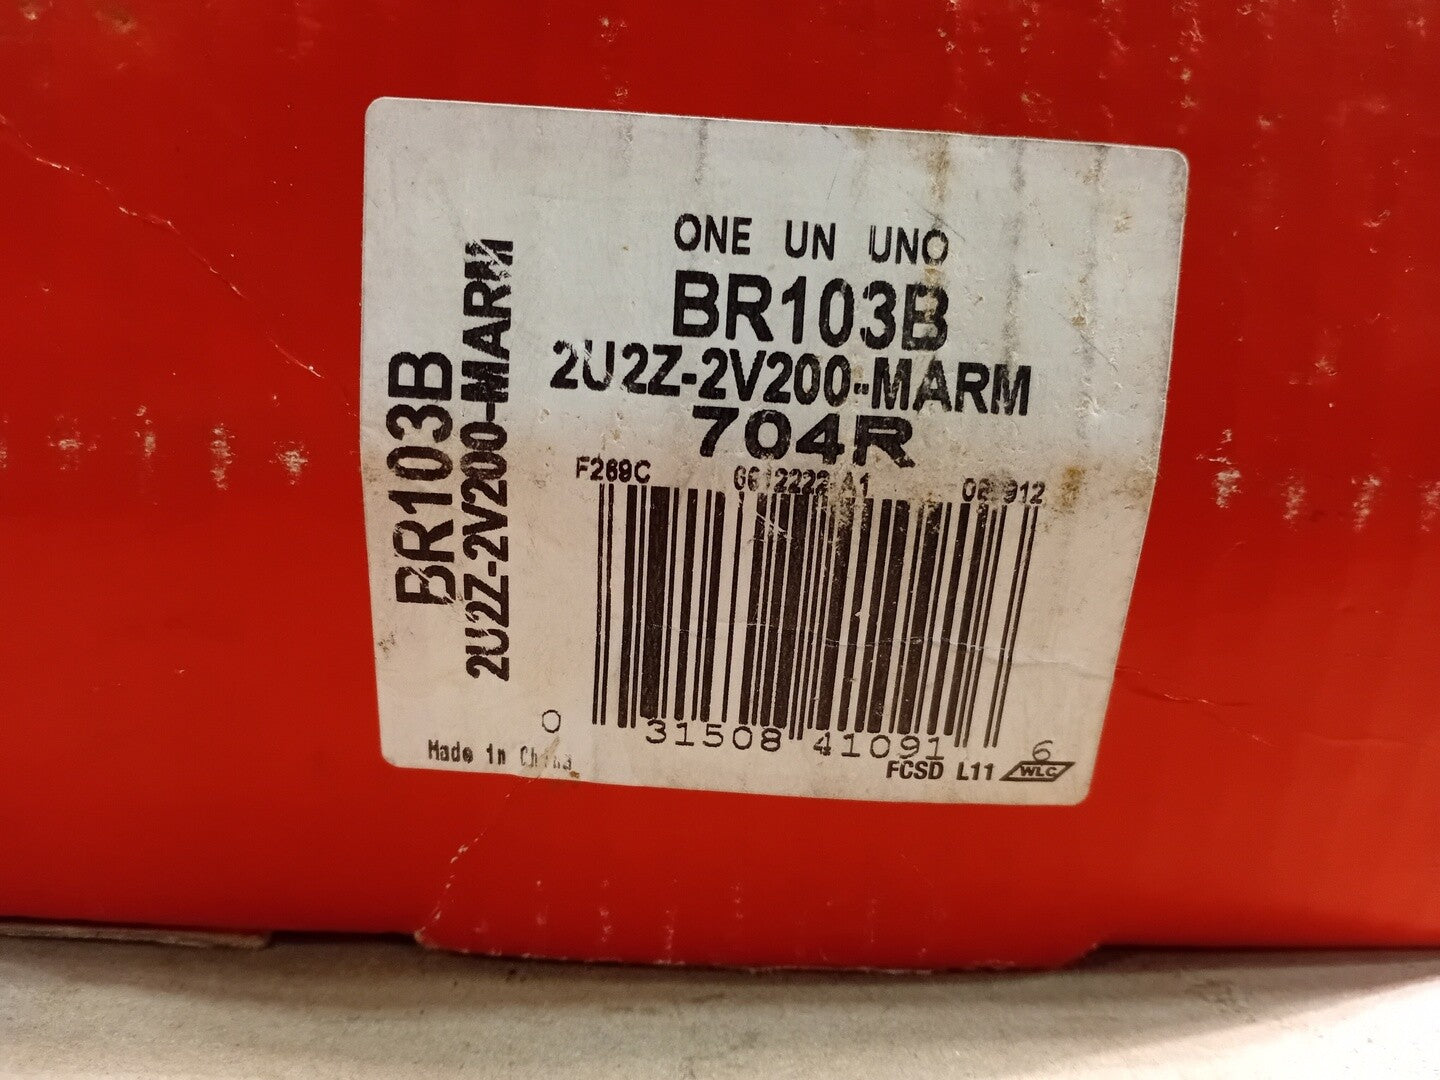 ONE UN UNO
BR103B
2U2Z-2V200-MARM
704R
F269C
BR103B
2U2Z-2V200-MARM
0 31508 41091 6
Made in China
FCSD L11 WLC